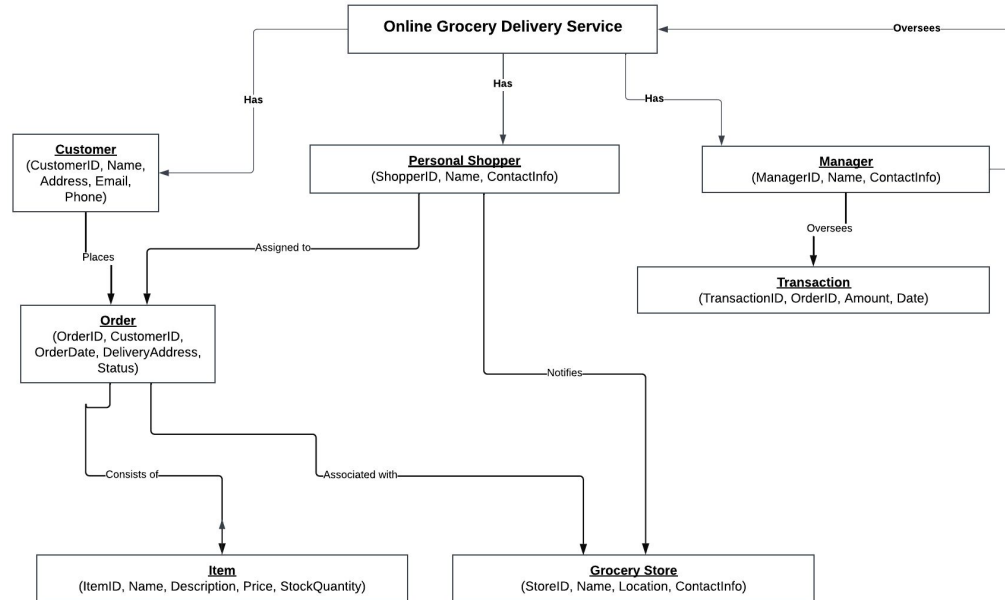 Online Grocery Delivery Service
Oversees
Has
Has
Has
Customer
(CustomerID, Name,
Address, Email,
Phone)
Personal Shopper
(ShopperID, Name, ContactInfo)
Manager
(ManagerID, Name, ContactInfo)
Places
Assigned to
Oversees
Transaction
(TransactionID, OrderID, Amount, Date)
Order
(OrderID, CustomerID,
OrderDate, DeliveryAddress,
Status)
Notifies
Consists of
Associated with
Item
(ItemID, Name, Description, Price, StockQuantity)
Grocery Store
(StoreID, Name, Location, ContactInfo)